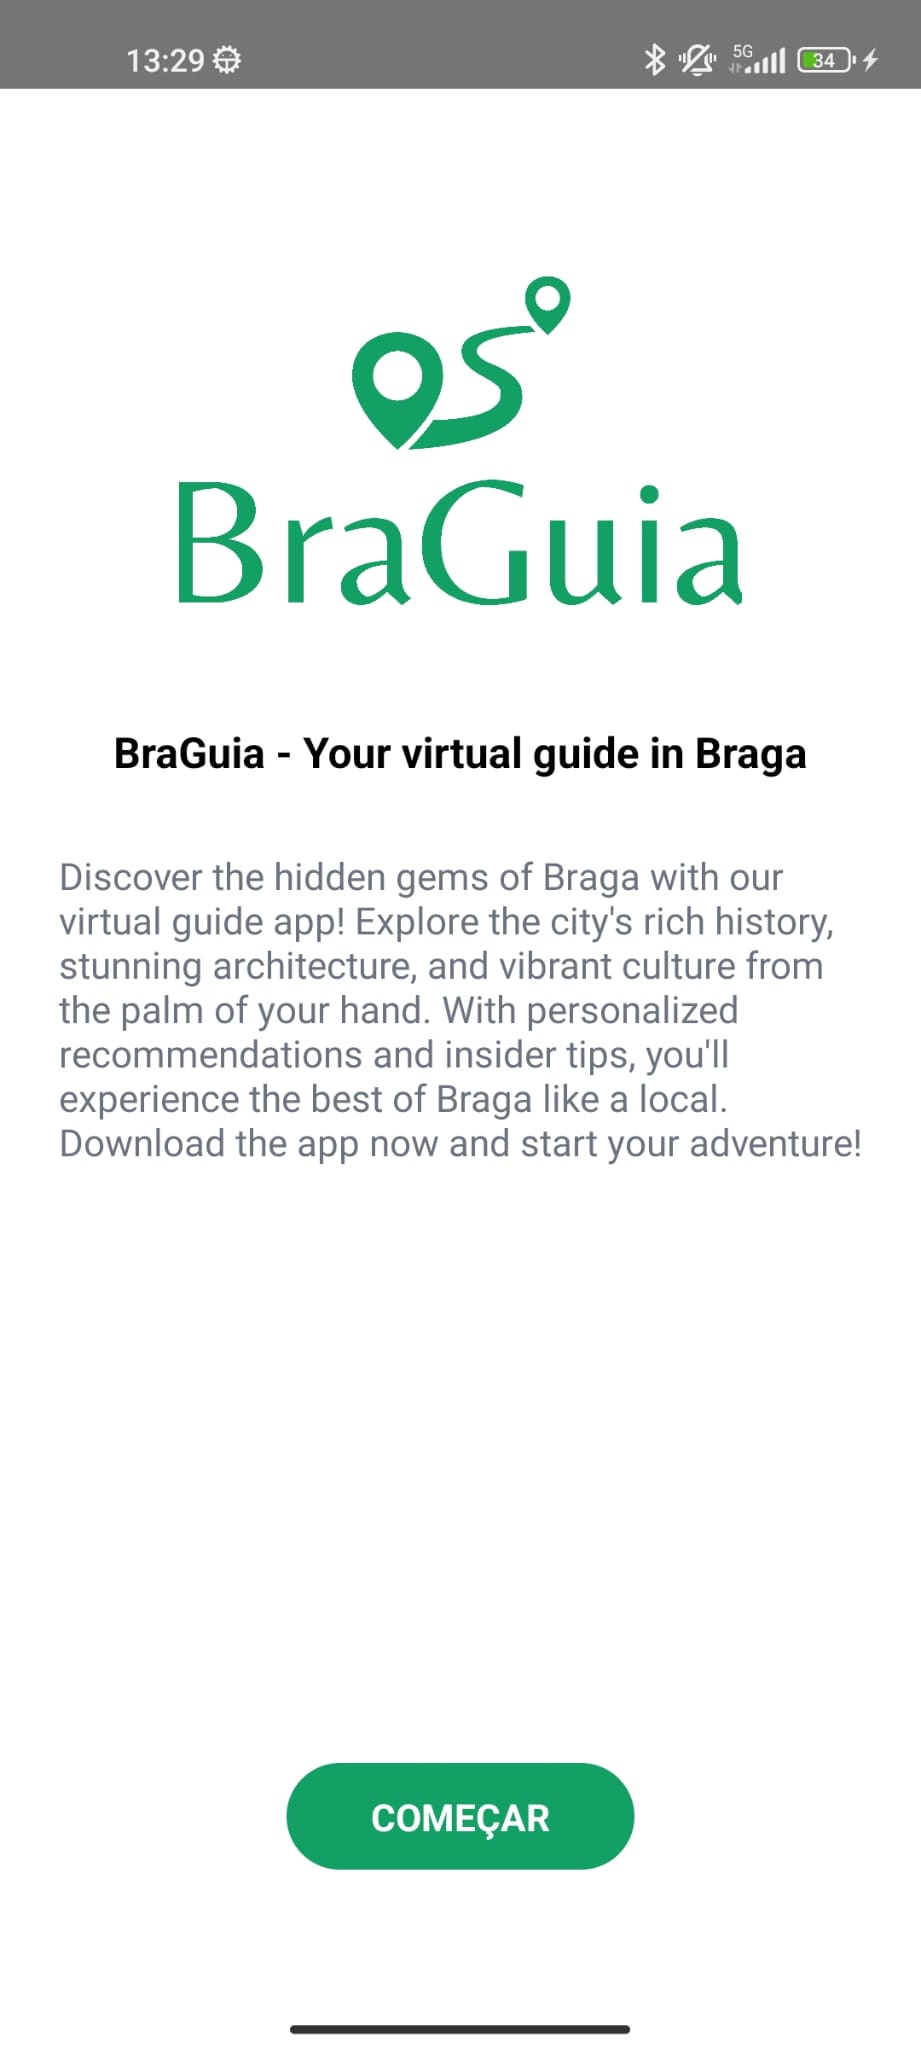 13:29
5G
34
BraGuia
BraGuia - Your virtual guide in Braga
Discover the hidden gems of Braga with our
virtual guide app! Explore the city's rich history,
stunning architecture, and vibrant culture from
the palm of your hand. With personalized
recommendations and insider tips, you'll
experience the best of Braga like a local.
Download the app now and start your adventure!
COMEÇAR